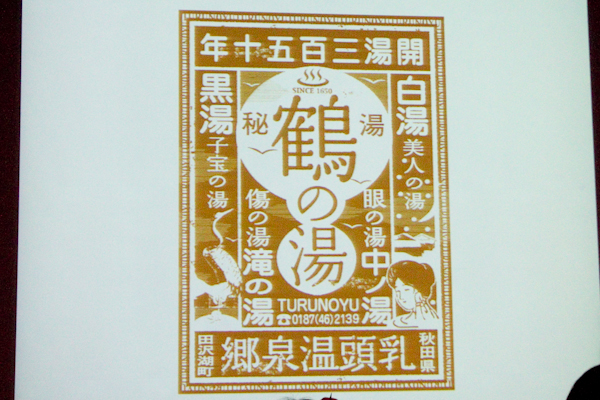 年十五百三湯開
SINCE 1650
秘湯
鶴の湯
白湯
美人の湯
黒湯
子宝の湯
眼の湯
中湯
傷の湯
滝の湯
TURUNOYU
☎0187(46)2139
秋田県
郷泉温頭乳
田沢湖町